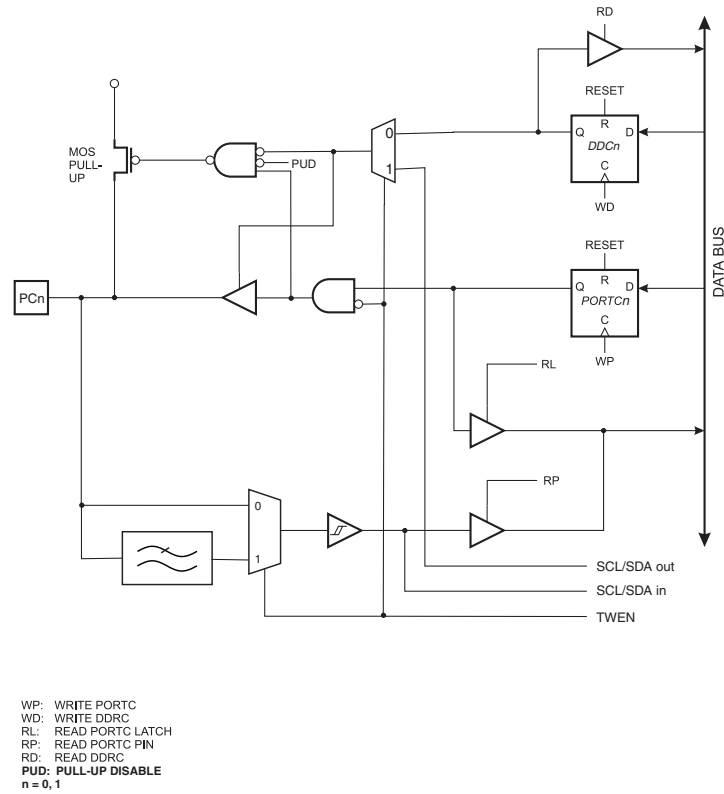 RD
RESET
R
Q
D
DDCn
C
WD
0
1
MOS
PULL-
UP
PUD
RESET
R
Q
D
PORTCn
C
WP
DATA BUS
PCn
RL
RP
0
1
SCL/SDA out
SCL/SDA in
TWEN
WP: WRITE PORTC
WD: WRITE DDRC
RL: READ PORTC LATCH
RP: READ PORTC PIN
RD: READ DDRC
PUD: PULL-UP DISABLE
n = 0, 1